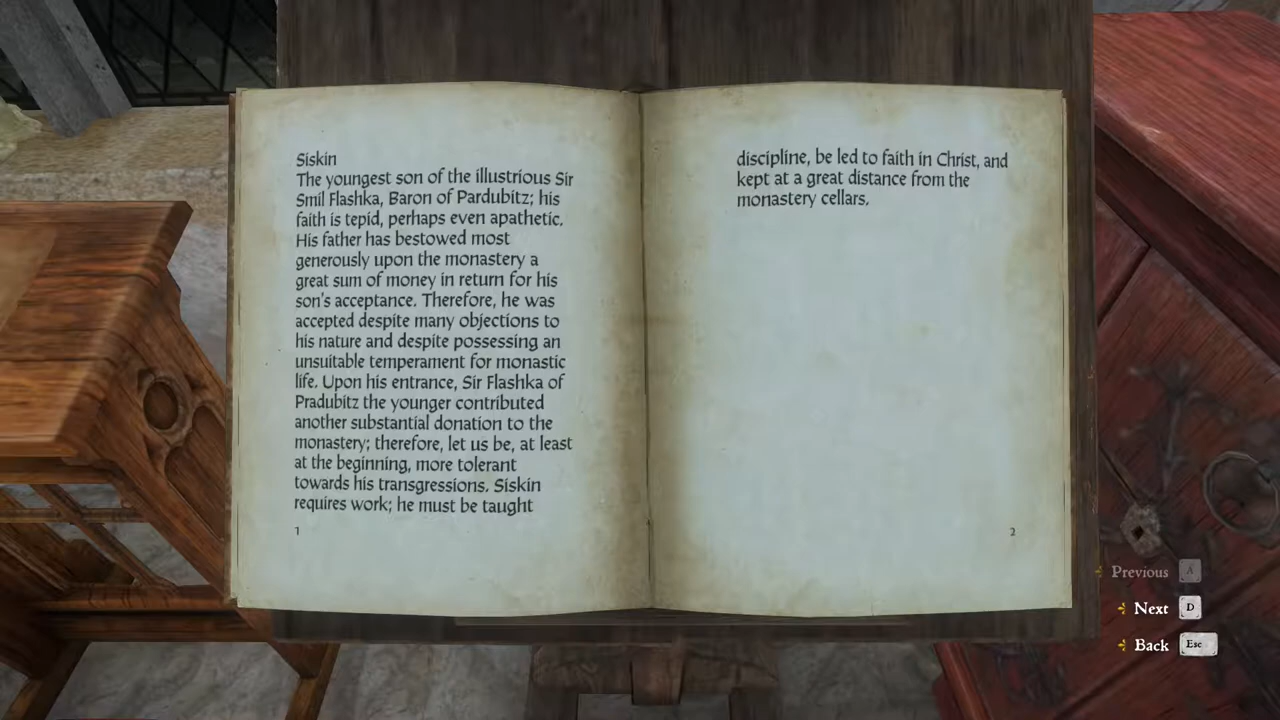 Siskin
The youngest son of the illustrious Sir
Smil Flashka, Baron of Pardubitz; his
faith is tepid, perhaps even apathetic.
His father has bestowed most
generously upon the monastery a
great sum of money in return for his
son's acceptance. Therefore, he was
accepted despite many objections to
his nature and despite possessing an
unsuitable temperament for monastic
life. Upon his entrance, Sir Flashka of
Pradubitz the younger contributed
another substantial donation to the
monastery; therefore, let us be, at least
at the beginning, more tolerant
towards his transgressions. Siskin
requires work; he must be taught
1
discipline, be led to faith in Christ, and
kept at a great distance from the
monastery cellars.
2
Previous A
Next D
Back Esc